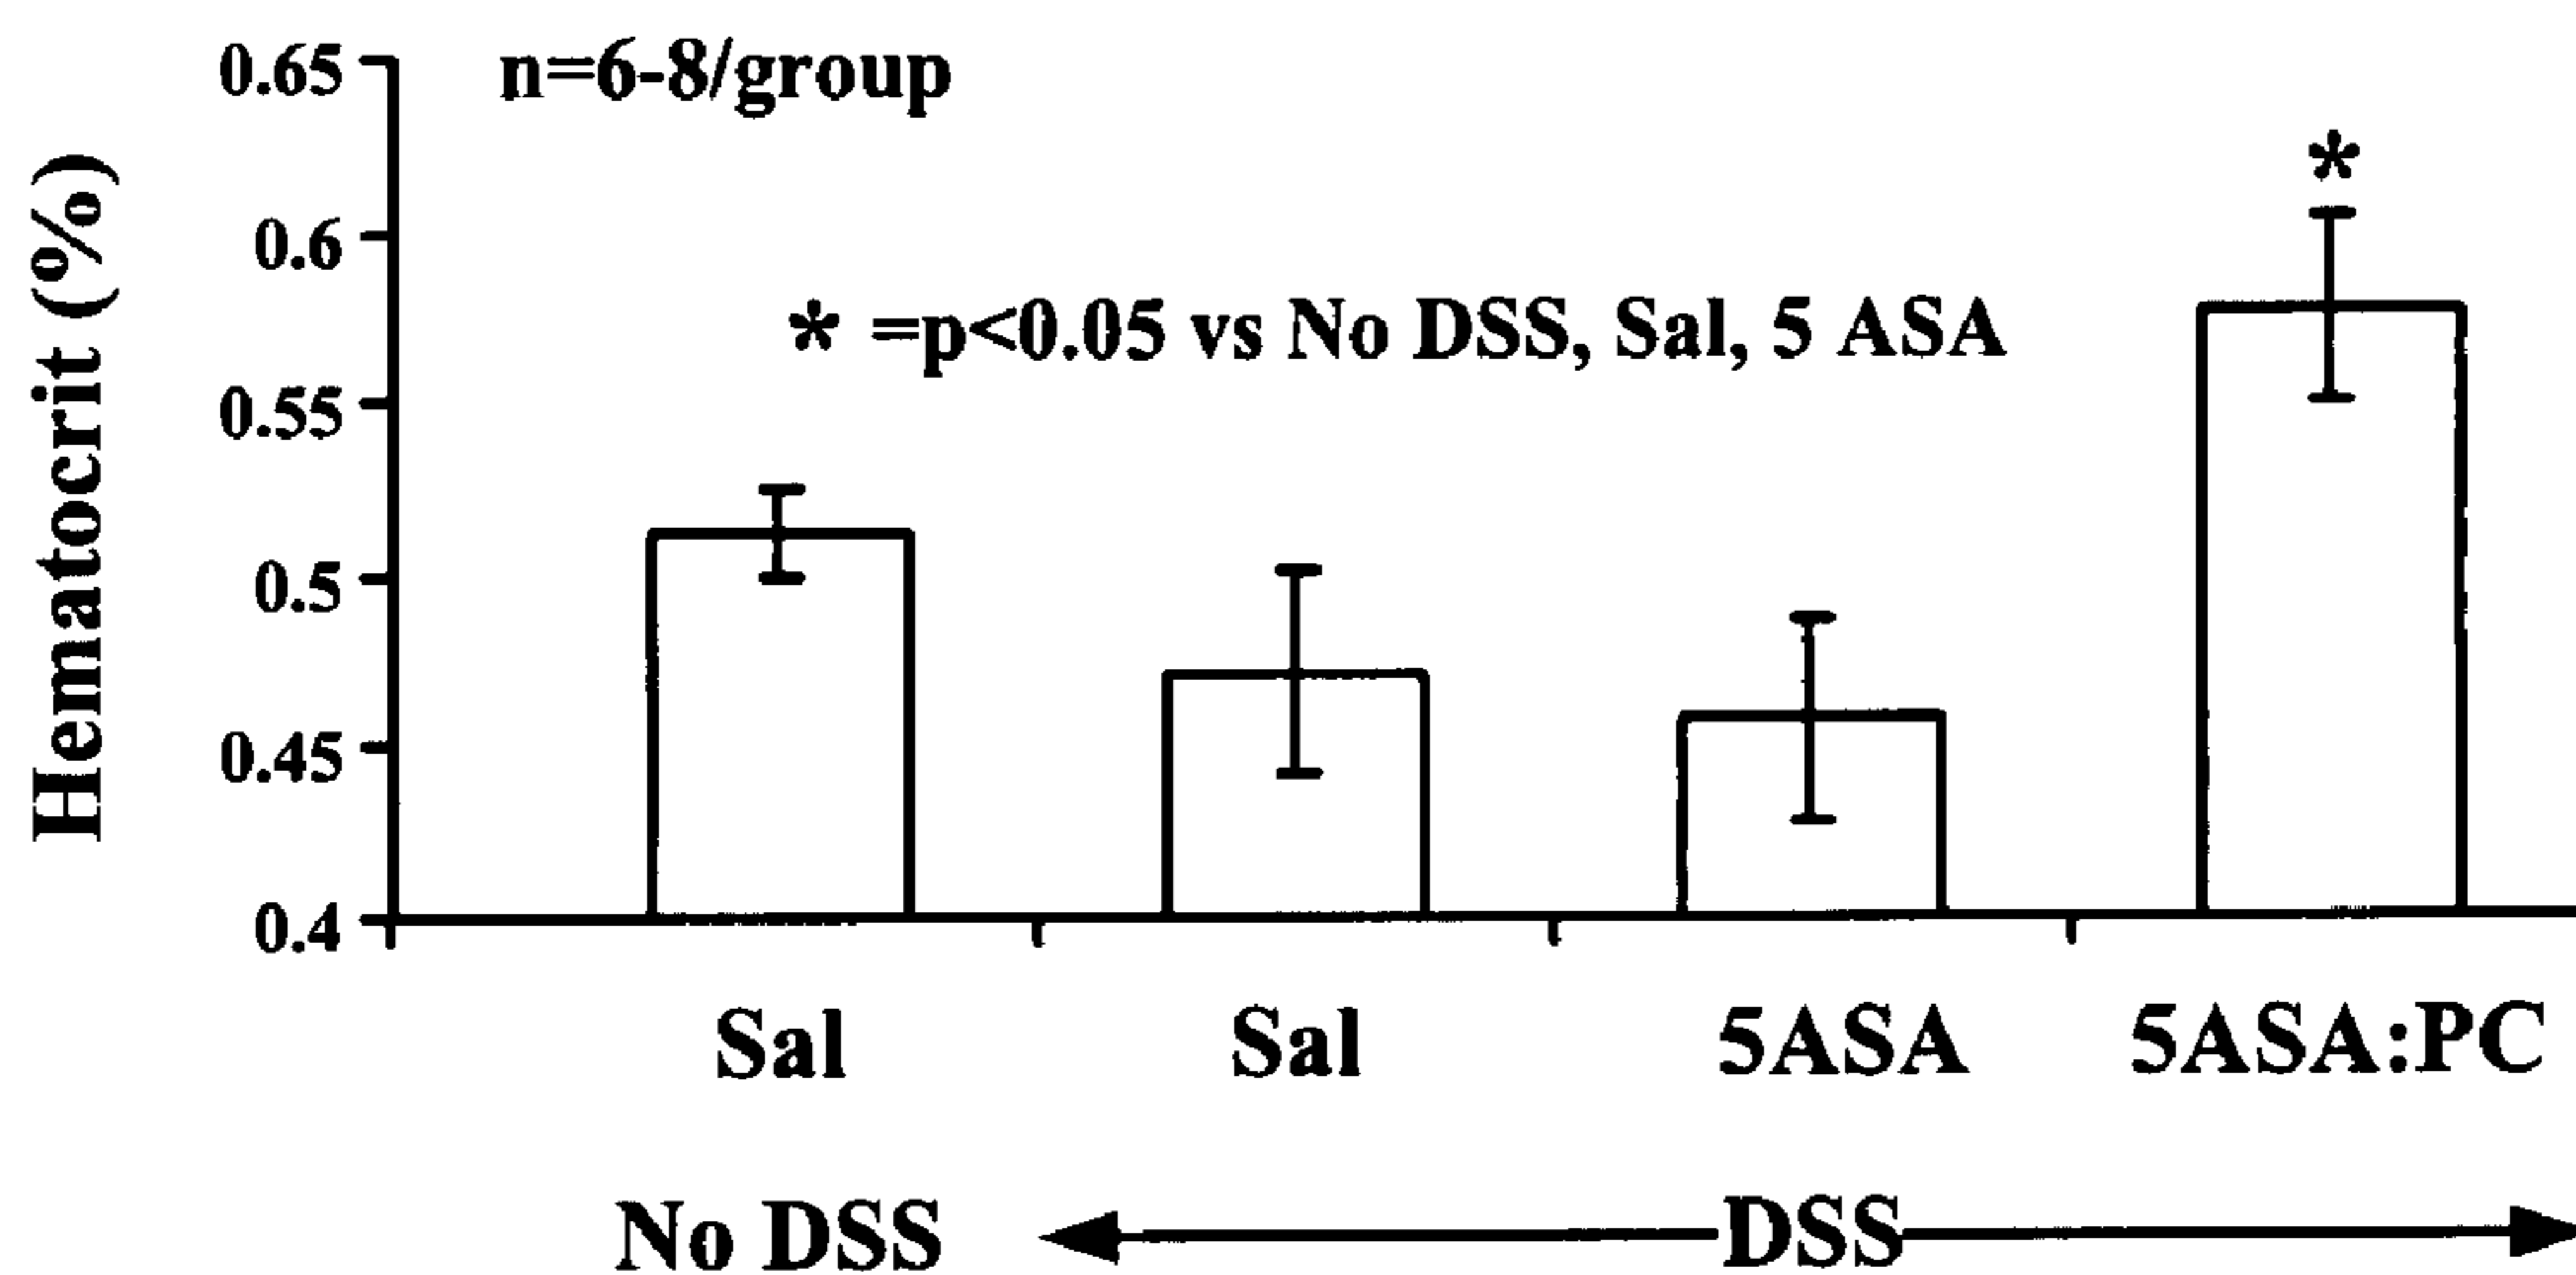 n=6-8/group
* =p<0.05 vs No DSS, Sal, 5 ASA
*
Hematocrit (%)
0.65
0.6
0.55
0.5
0.45
0.4
Sal Sal 5ASA 5ASA:PC
No DSS DSS